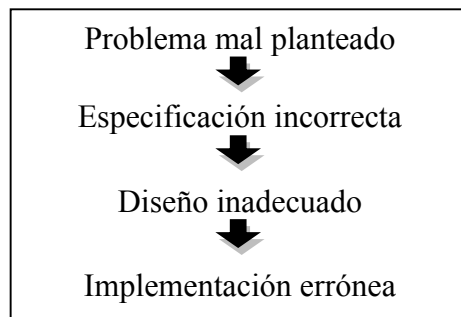 Problema mal planteado
Especificación incorrecta
Diseño inadecuado
Implementación errónea